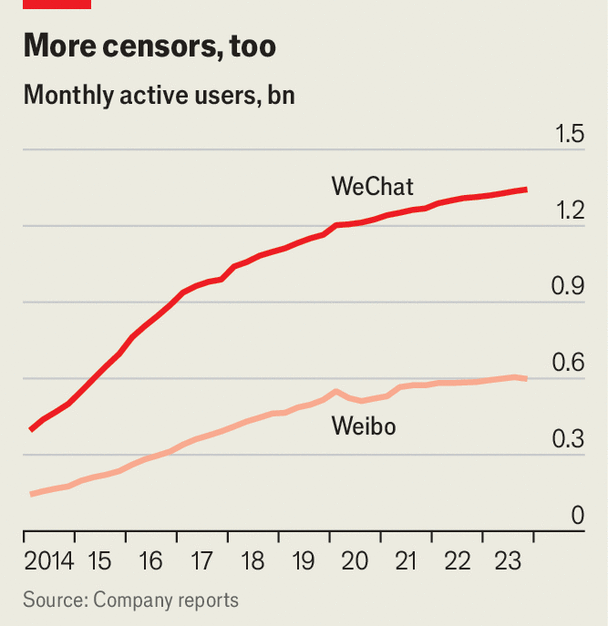 More censors, too
Monthly active users, bn
1.5
WeChat
1.2
0.9
0.6
Weibo
0.3
0
2014 15 16 17 18 19 20 21 22 23
Source: Company reports